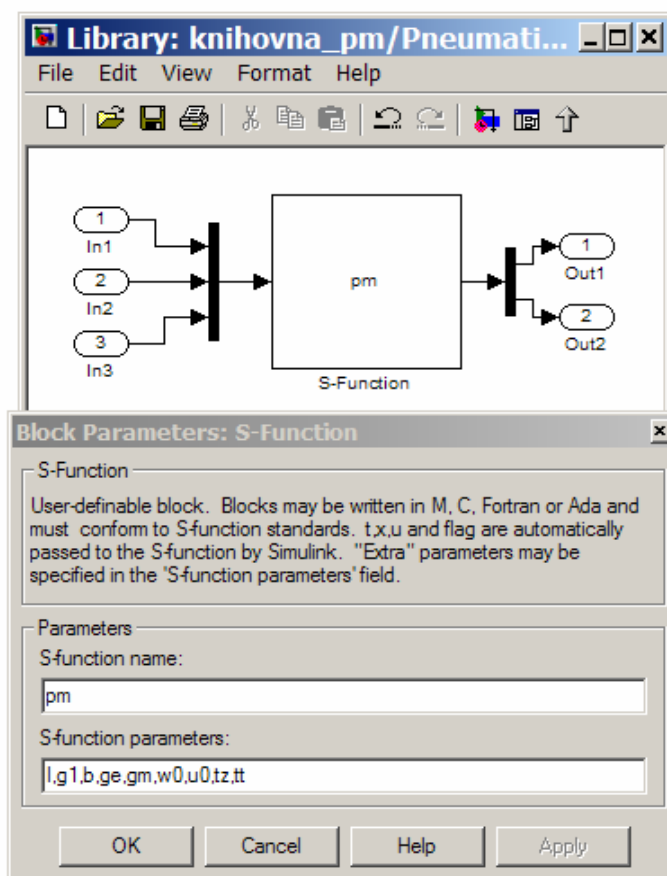 Library: knihovna_pm/Pneumati...
File Edit View Format Help
1
In1
2
In2
3
In3
pm
S-Function
1
Out1
2
Out2
Block Parameters: S-Function
S-Function
User-definable block. Blocks may be written in M, C, Fortran or Ada and
must conform to S-function standards. t,x,u and flag are automatically
passed to the S-function by Simulink. "Extra" parameters may be
specified in the 'S-function parameters' field.
Parameters
S-function name:
pm
S-function parameters:
l,g1,b,ge,gm,w0,u0,tz,tt
OK Cancel Help Apply